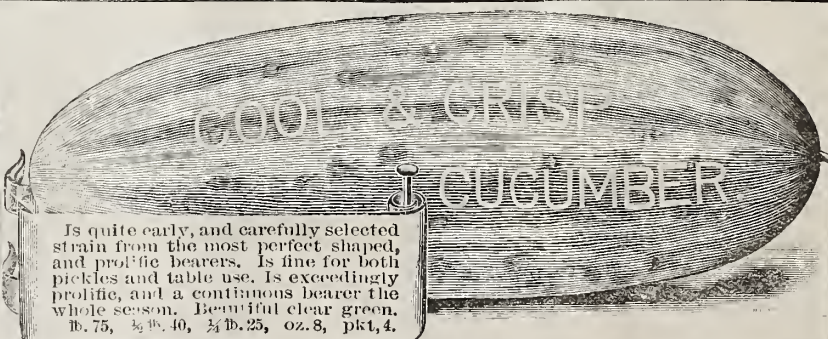 COOL & CRISP
CUCUMBER
Is quite early, and carefully selected
strain from the most perfect shaped,
and prolific bearers. Is fine for both
pickles and table use. Is exceedingly
prolific, and a continuous bearer the
whole season. Beautiful clear green.
lb. 75, ½ lb. 40, ¼ lb. 25, oz. 8, pkt, 4.